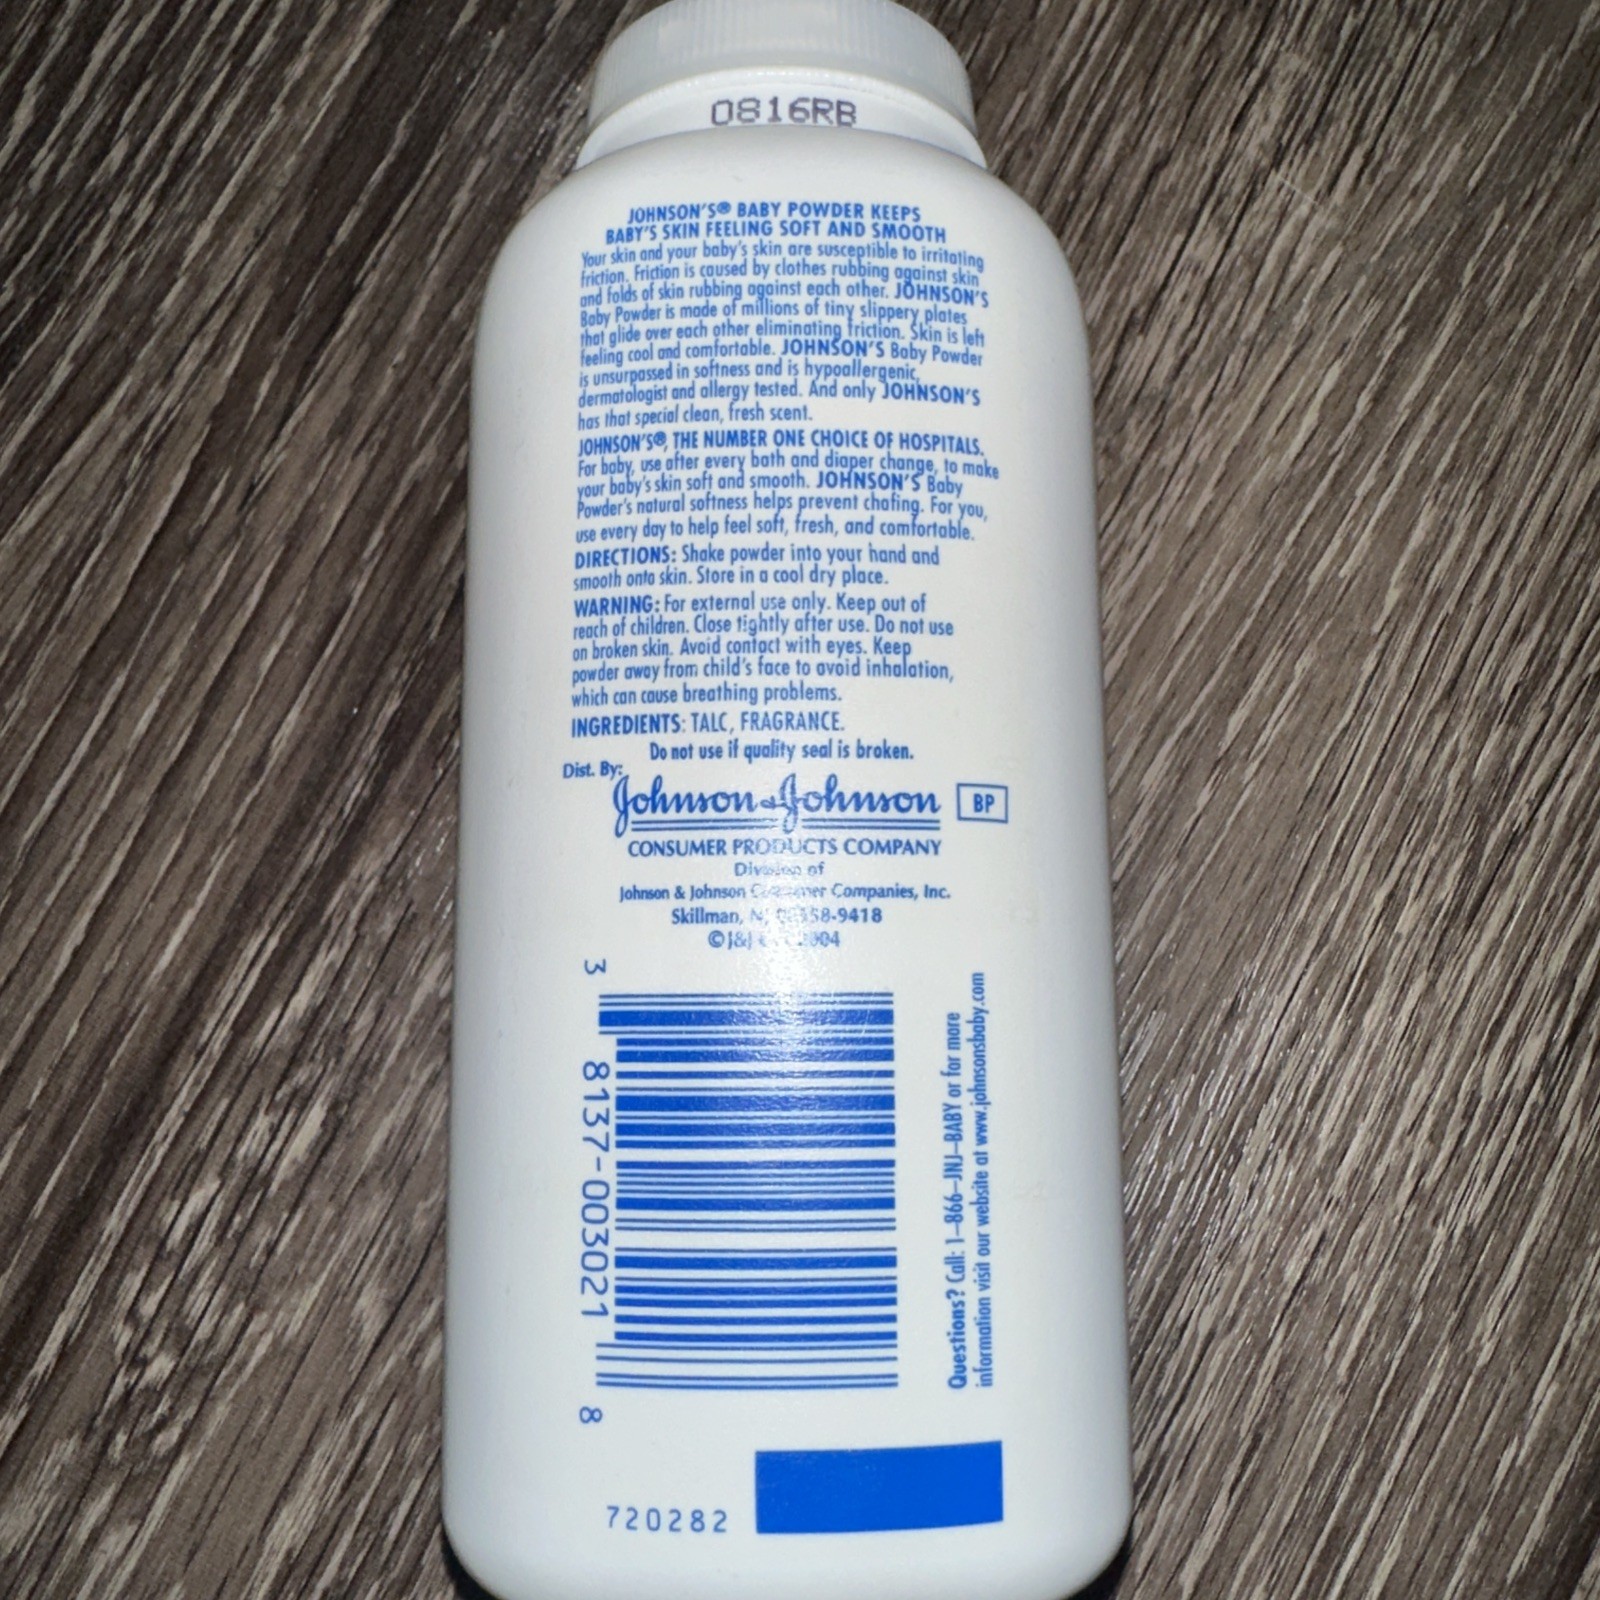 0816RB
JOHNSON'S® BABY POWDER KEEPS
BABY'S SKIN FEELING SOFT AND SMOOTH
Your skin and your baby's skin are susceptible to irritating
friction. Friction is caused by clothes rubbing against skin
and folds of skin rubbing against each other. JOHNSON'S
Baby Powder is made of millions of tiny slippery plates
that glide over each other eliminating friction. Skin is left
feeling cool and comfortable. JOHNSON'S Baby Powder
is unsurpassed in softness and is hypoallergenic,
dermatologist and allergy tested. And only JOHNSON'S
has that special clean, fresh scent.
JOHNSON'S®, THE NUMBER ONE CHOICE OF HOSPITALS.
For baby, use after every bath and diaper change, to make
your baby's skin soft and smooth. JOHNSON'S Baby
Powder's natural softness helps prevent chafing. For you,
use every day to help feel soft, fresh, and comfortable.
DIRECTIONS: Shake powder into your hand and
smooth onto skin. Store in a cool dry place.
WARNING: For external use only. Keep out of
reach of children. Close tightly after use. Do not use
on broken skin. Avoid contact with eyes. Keep
powder away from child's face to avoid inhalation,
which can cause breathing problems.
INGREDIENTS: TALC, FRAGRANCE.
Do not use if quality seal is broken.
Dist. By:
Johnson & Johnson BP
CONSUMER PRODUCTS COMPANY
Division of
Johnson & Johnson Consumer Companies, Inc.
Skillman,
©J&J
3 8137-003021 8
Questions? Call: 1-866-JNJ-BABY or for more
information visit our website at www.johnsonsbaby.com
720282